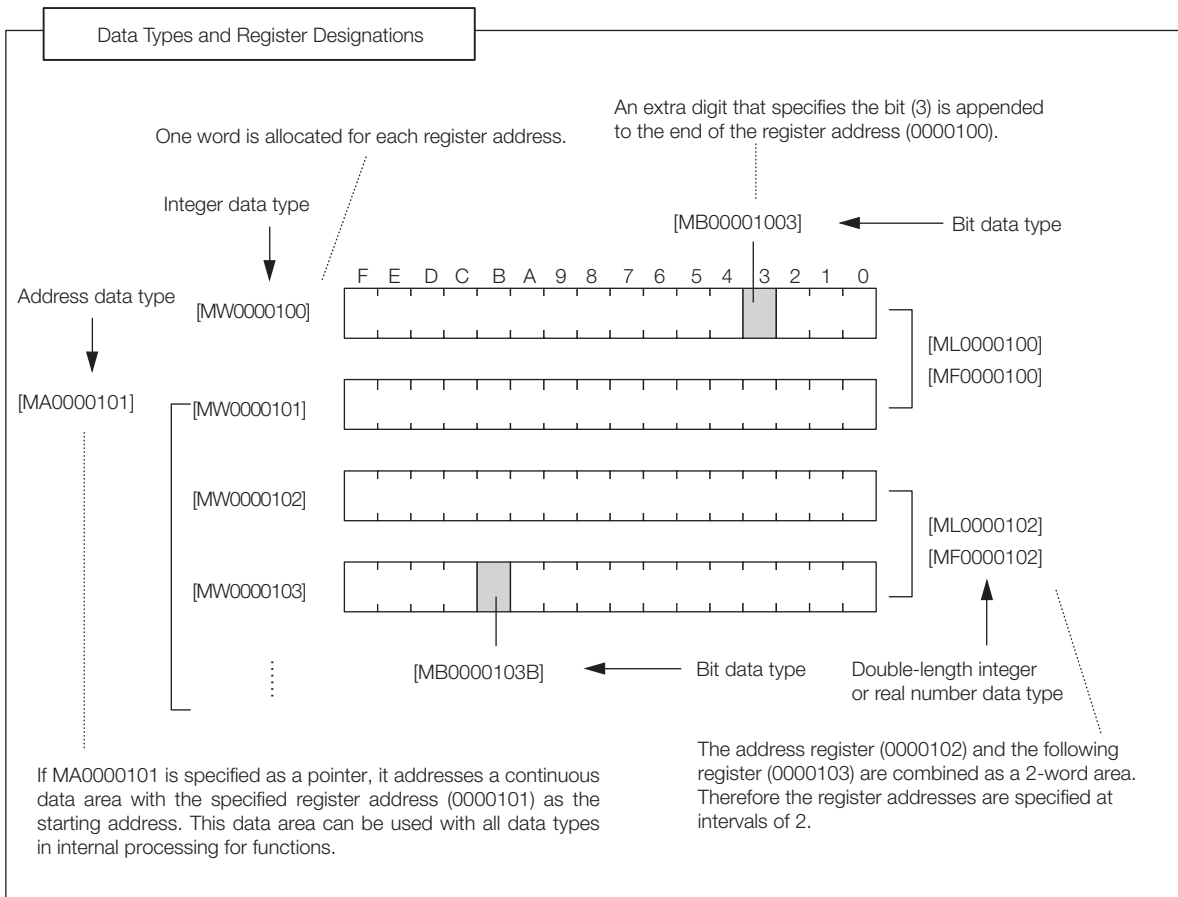 Data Types and Register Designations
An extra digit that specifies the bit (3) is appended
to the end of the register address (0000100).
One word is allocated for each register address.
Integer data type
[MB00001003]
Bit data type
F E D C B A 9 8 7 6 5 4 3 2 1 0
Address data type
[MW0000100]
[ML0000100]
[MF0000100]
[MA0000101]
[MW0000101]
[MW0000102]
[ML0000102]
[MF0000102]
[MW0000103]
[MB0000103B]
Bit data type
Double-length integer
or real number data type
If MA0000101 is specified as a pointer, it addresses a continuous
data area with the specified register address (0000101) as the
starting address. This data area can be used with all data types
in internal processing for functions.
The address register (0000102) and the following
register (0000103) are combined as a 2-word area.
Therefore the register addresses are specified at
intervals of 2.